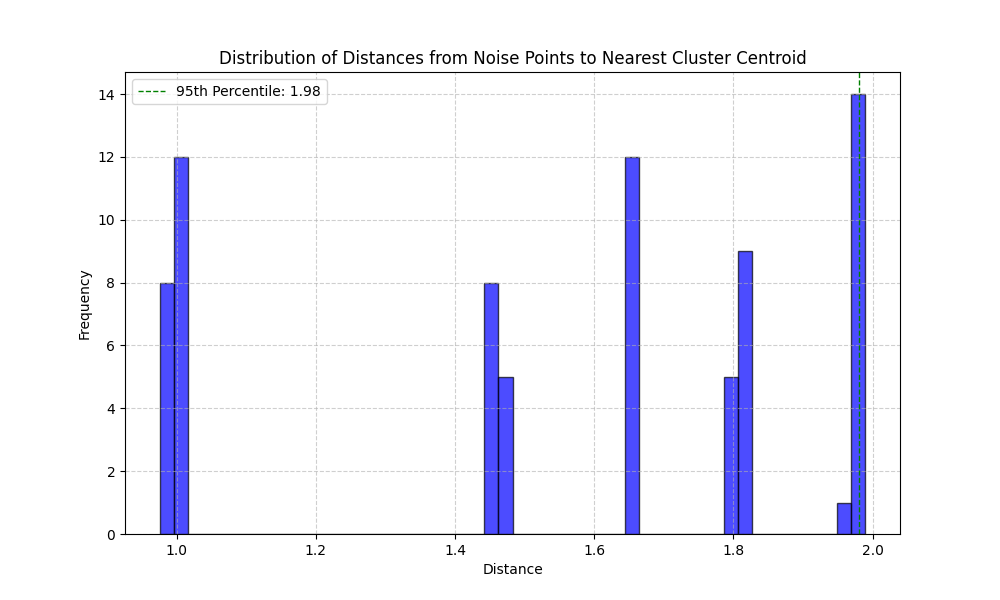 Distribution of Distances from Noise Points to Nearest Cluster Centroid
95th Percentile: 1.98
14
12
10
8
6
4
2
0
Frequency
1.0 1.2 1.4 1.6 1.8 2.0
Distance